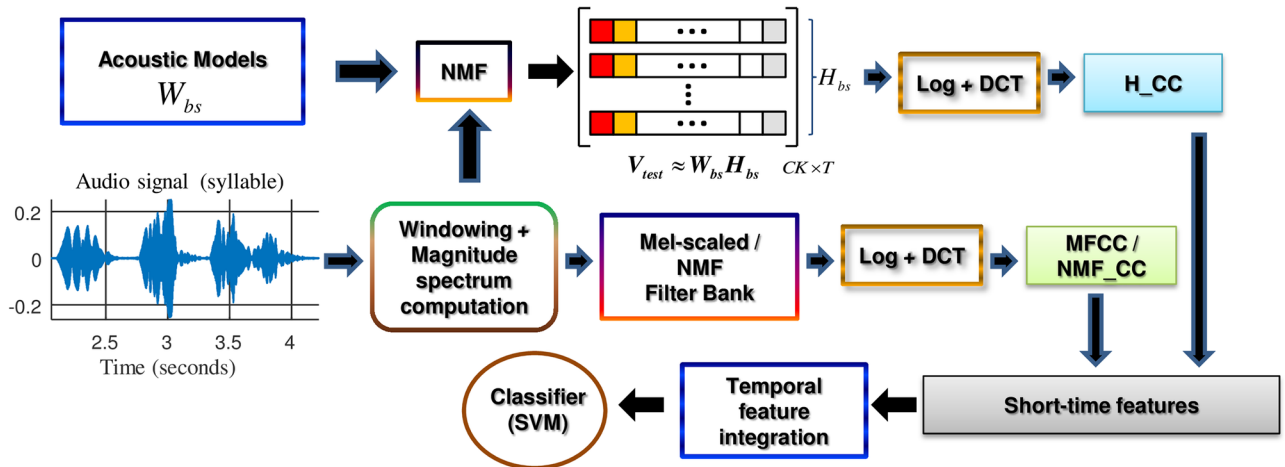 Acoustic Models
W_bs
NMF
• • •
• • •
• • •
H_bs
Log + DCT
H_CC
V_test ≈ W_bs H_bs CK×T
Audio signal (syllable)
0.2
0
-0.2
2.5 3 3.5 4
Time (seconds)
Windowing +
Magnitude
spectrum
computation
Mel-scaled /
NMF
Filter Bank
Log + DCT
MFCC /
NMF_CC
Classifier
(SVM)
Temporal
feature
integration
Short-time features